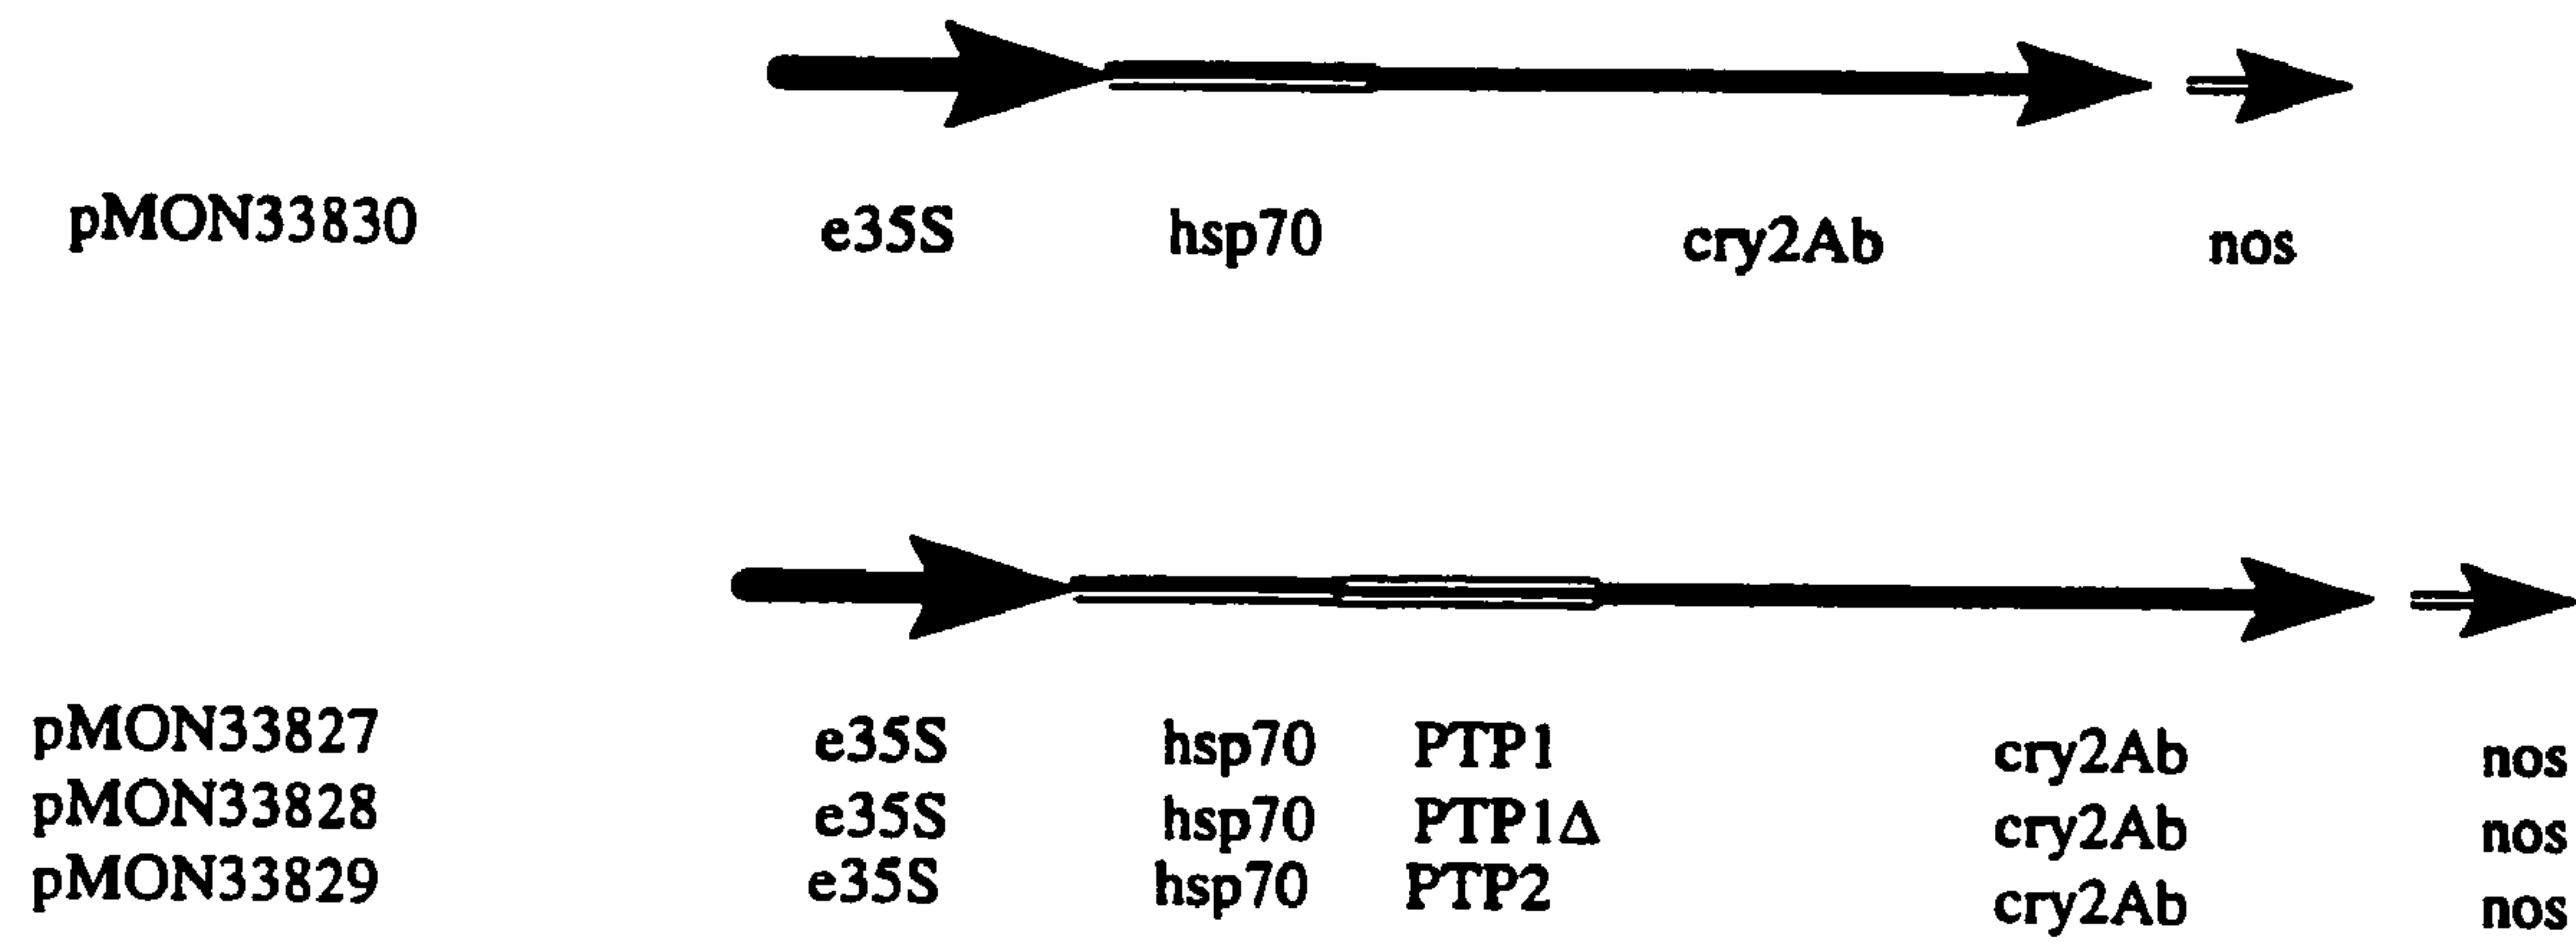 pMON33830 e35S hsp70 cry2Ab nos
pMON33827 e35S hsp70 PTP1 cry2Ab nos
pMON33828 e35S hsp70 PTP1Δ cry2Ab nos
pMON33829 e35S hsp70 PTP2 cry2Ab nos